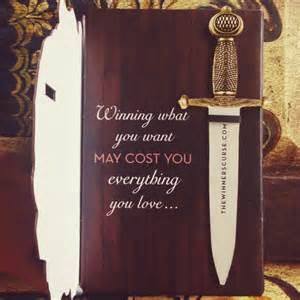 Winning what
you want
MAY COST YOU
everything
you love...
THEWINNERSCURSE.COM